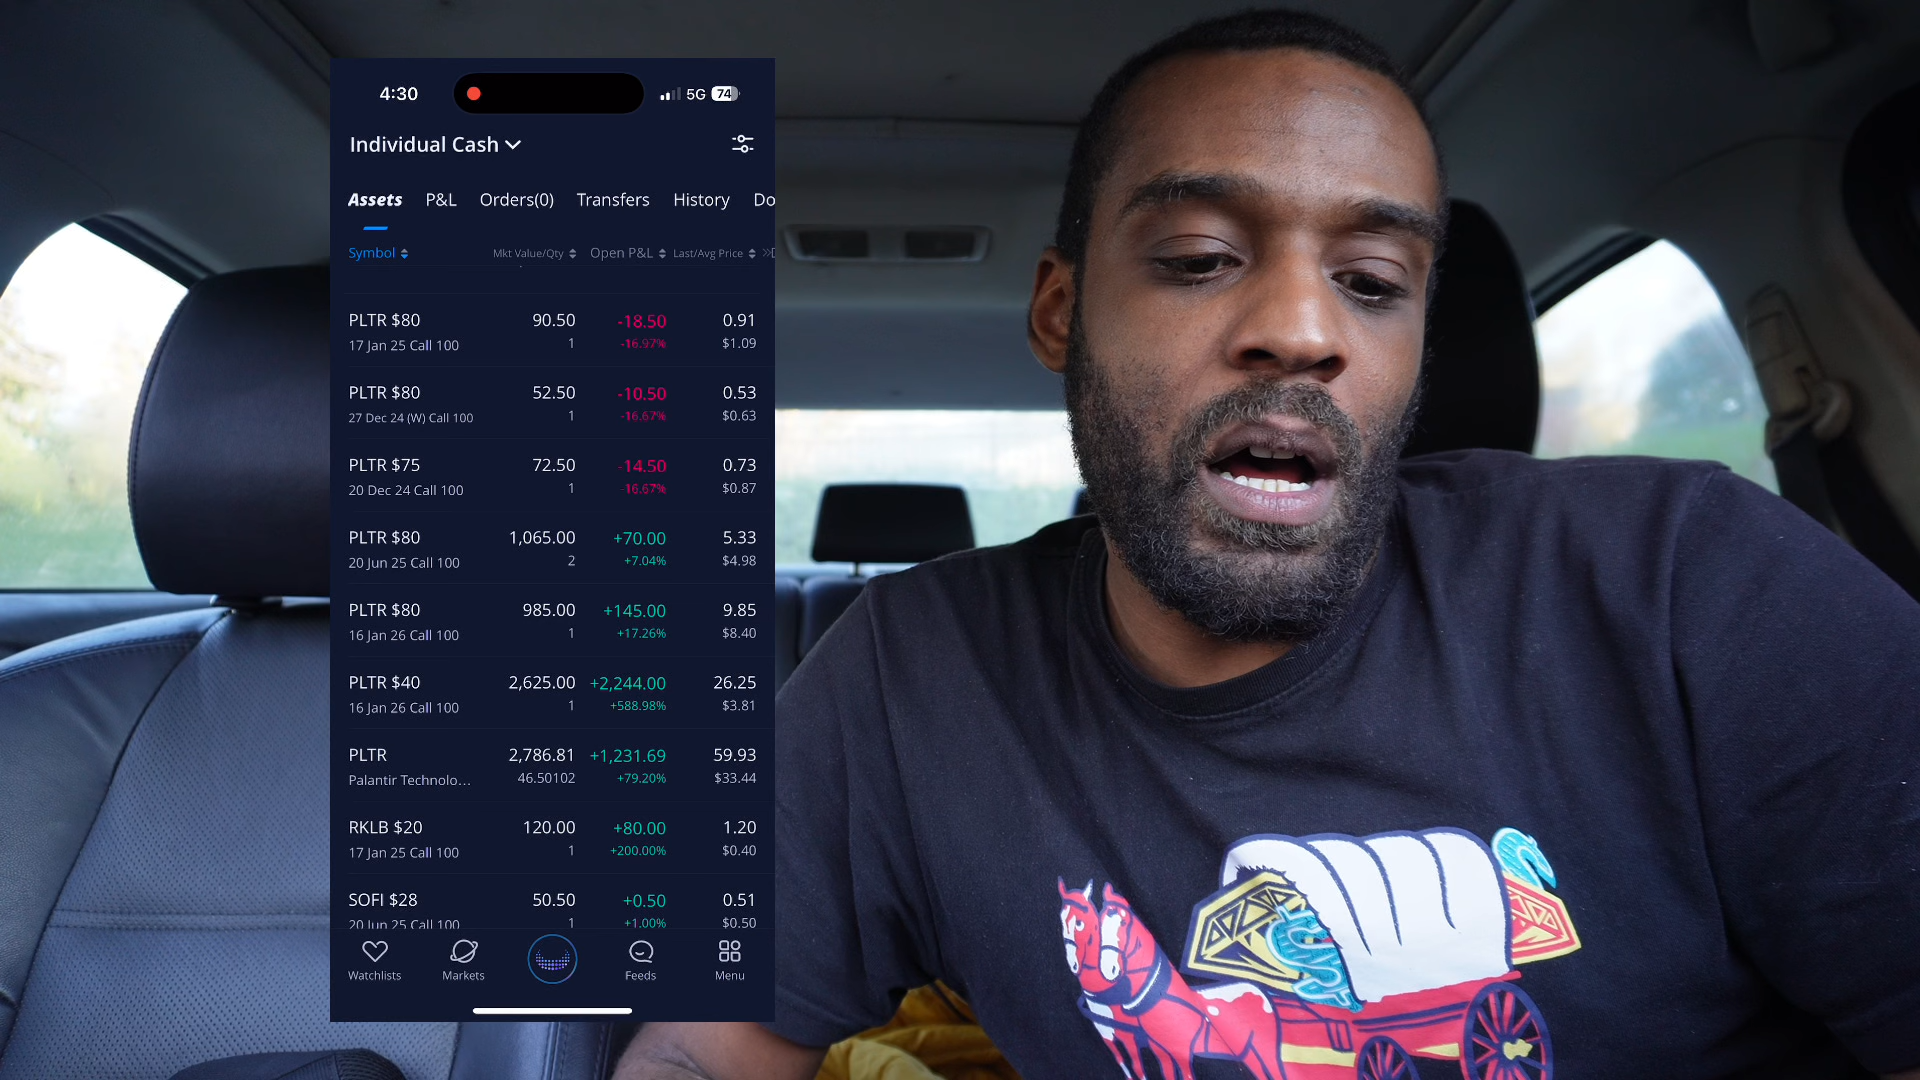 4:30
5G 74
Individual Cash
Assets P&L Orders(0) Transfers History Do
Symbol Mkt Value/Qty Open P&L Last/Avg Price
PLTR $80 90.50 -18.50 0.91
17 Jan 25 Call 100 1 -16.97% $1.09
PLTR $80 52.50 -10.50 0.53
27 Dec 24 (W) Call 100 1 -16.67% $0.63
PLTR $75 72.50 -14.50 0.73
20 Dec 24 Call 100 1 -16.67% $0.87
PLTR $80 1,065.00 +70.00 5.33
20 Jun 25 Call 100 2 +7.04% $4.98
PLTR $80 985.00 +145.00 9.85
16 Jan 26 Call 100 1 +17.26% $8.40
PLTR $40 2,625.00 +2,244.00 26.25
16 Jan 26 Call 100 1 +588.98% $3.81
PLTR 2,786.81 +1,231.69 59.93
Palantir Technolo... 46.50102 +79.20% $33.44
RKLB $20 120.00 +80.00 1.20
17 Jan 25 Call 100 1 +200.00% $0.40
SOFI $28 50.50 +0.50 0.51
20 Jun 25 Call 100 1 +1.00% $0.50
Watchlists Markets Feeds Menu